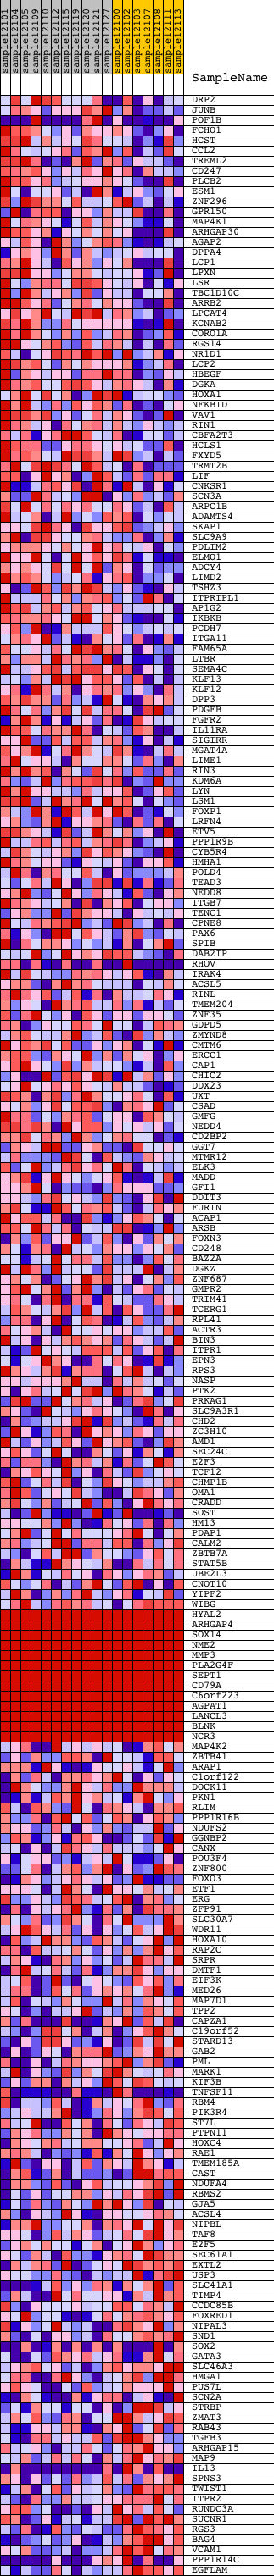 sample12101
sample12104
sample12105
sample12109
sample12110
sample12112
sample12115
sample12119
sample12120
sample12121
sample12127
sample12100
sample12102
sample12103
sample12107
sample12108
sample12111
sample12113
SampleName
DRP2
JUNB
POF1B
FCHO1
HCST
CCL2
TREML2
CD247
PLCB2
ESM1
ZNF296
GPR150
MAP4K1
ARHGAP30
AGAP2
DPPA4
LCP1
LPXN
LSR
TBC1D10C
ARRB2
LPCAT4
KCNAB2
CORO1A
RGS14
NR1D1
LCP2
HBEGF
DGKA
HOXA1
NFKBID
VAV1
RIN1
CBFA2T3
HCLS1
FXYD5
TRMT2B
LIF
CNKSR1
SCN3A
ARPC1B
ADAMTS4
SKAP1
SLC9A9
PDLIM2
ELMO1
ADCY4
LIMD2
TSHZ3
ITPRIPL1
AP1G2
IKBKB
PCDH7
ITGA11
FAM65A
LTBR
SEMA4C
KLF13
KLF12
DPP3
PDGFB
FGFR2
IL11RA
SIGIRR
MGAT4A
LIME1
RIN3
KDM6A
LYN
LSM1
FOXP1
LRFN4
ETV5
PPP1R9B
CYB5R4
HMHA1
POLD4
TEAD3
NEDD8
ITGB7
TENC1
CPNE8
PAX6
SPIB
DAB2IP
RHOV
IRAK4
ACSL5
RINL
TMEM204
ZNF35
GDPD5
ZMYND8
CMTM6
ERCC1
CAP1
CHIC2
DDX23
UXT
CSAD
GMFG
NEDD4
CD2BP2
GGT7
MTMR12
ELK3
MADD
GFI1
DDIT3
FURIN
ACAP1
ARSB
FOXN3
CD248
BAZ2A
DGKZ
ZNF687
GMPR2
TRIM41
TCERG1
RPL41
ACTR3
BIN3
ITPR1
EPN3
RPS3
NASP
PTK2
PRKAG1
SLC9A3R1
CHD2
ZC3H10
AMD1
SEC24C
E2F3
TCF12
CHMP1B
OMA1
CRADD
SOST
HM13
PDAP1
CALM2
ZBTB7A
STAT5B
UBE2L3
CNOT10
YIPF2
WIBG
HYAL2
ARHGAP4
SOX14
NME2
MMP3
PLA2G4F
SEPT1
CD79A
C6orf223
AGPAT1
LANCL3
BLNK
NCR3
MAP4K2
ZBTB41
ARAP1
C1orf122
DOCK11
PKN1
RLIM
PPP1R16B
NDUFS2
GGNBP2
CANX
POU3F4
ZNF800
FOXO3
ETF1
ERG
ZFP91
SLC30A7
WDR11
HOXA10
RAP2C
SRPR
DMTF1
EIF3K
MED26
MAP7D1
TPP2
CAPZA1
C19orf52
STARD13
GAB2
PML
MARK1
KIF3B
TNFSF11
RBM4
PIK3R4
ST7L
PTPN11
HOXC4
RAE1
TMEM185A
CAST
NDUFA4
RBMS2
GJA5
ACSL4
NIPBL
TAF8
E2F5
SEC61A1
EXTL2
USP3
SLC41A1
TIMP4
CCDC85B
FOXRED1
NIPAL3
SND1
SOX2
GATA3
SLC46A3
HMGA1
PUS7L
SCN2A
STRBP
ZMAT3
RAB43
TGFB3
ARHGAP15
MAP9
IL13
SPNS3
TWIST1
ITPR2
RUNDC3A
SUCNR1
RGS3
BAG4
VCAM1
PPP1R14C
EGFLAM